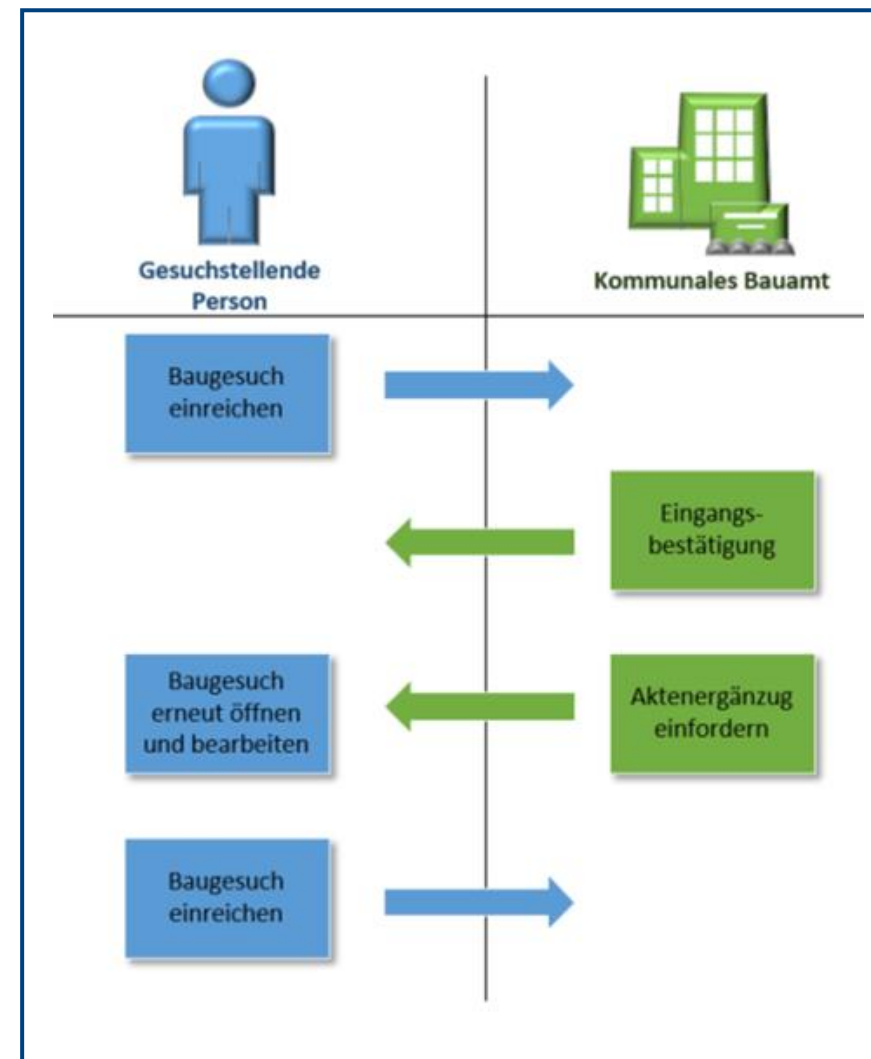 Gesuchstellende
Person
Kommunales Bauamt
Baugesuch
einreichen
Eingangs-
bestätigung
Baugesuch
erneut öffnen
und bearbeiten
Aktenergänzug
einfordern
Baugesuch
einreichen